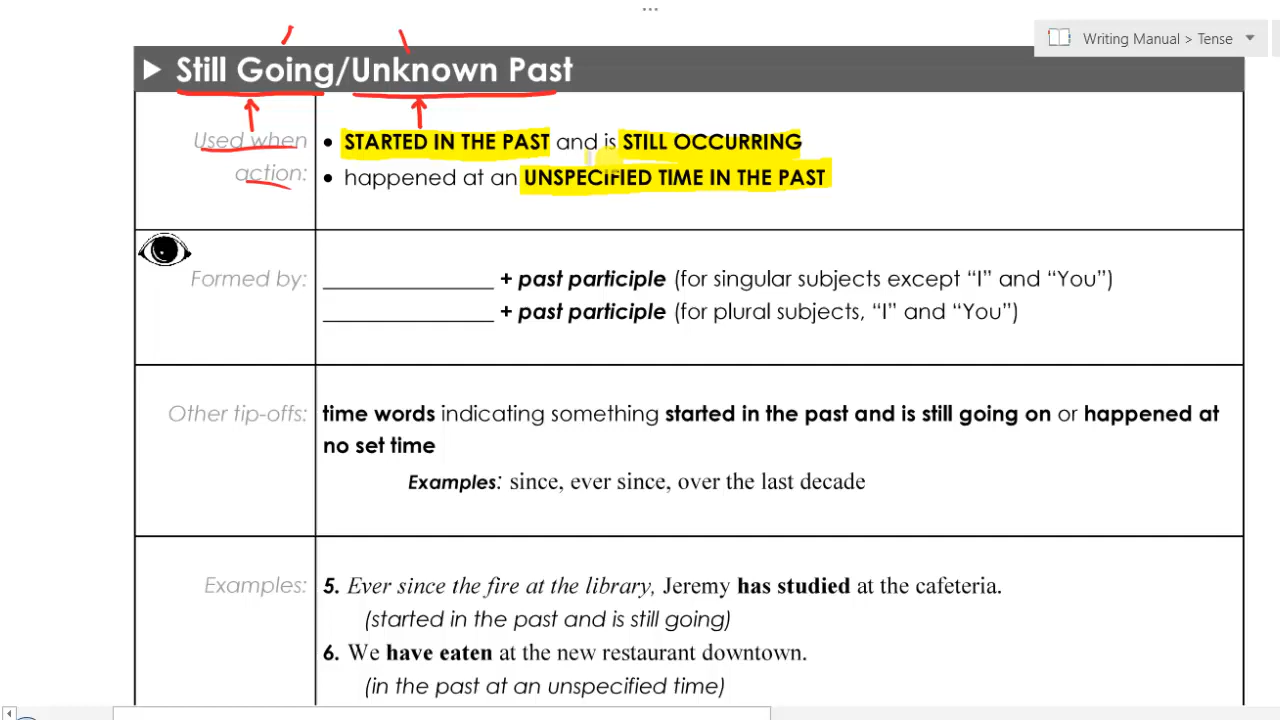 ...
Writing Manual > Tense
Still Going/Unknown Past
Used when action:
• STARTED IN THE PAST and is STILL OCCURRING
• happened at an UNSPECIFIED TIME IN THE PAST
Formed by:
______________ + past participle (for singular subjects except “I” and “You”)
______________ + past participle (for plural subjects, “I” and “You”)
Other tip-offs:
time words indicating something started in the past and is still going on or happened at
no set time
Examples: since, ever since, over the last decade
Examples:
5. Ever since the fire at the library, Jeremy has studied at the cafeteria.
(started in the past and is still going)
6. We have eaten at the new restaurant downtown.
(in the past at an unspecified time)